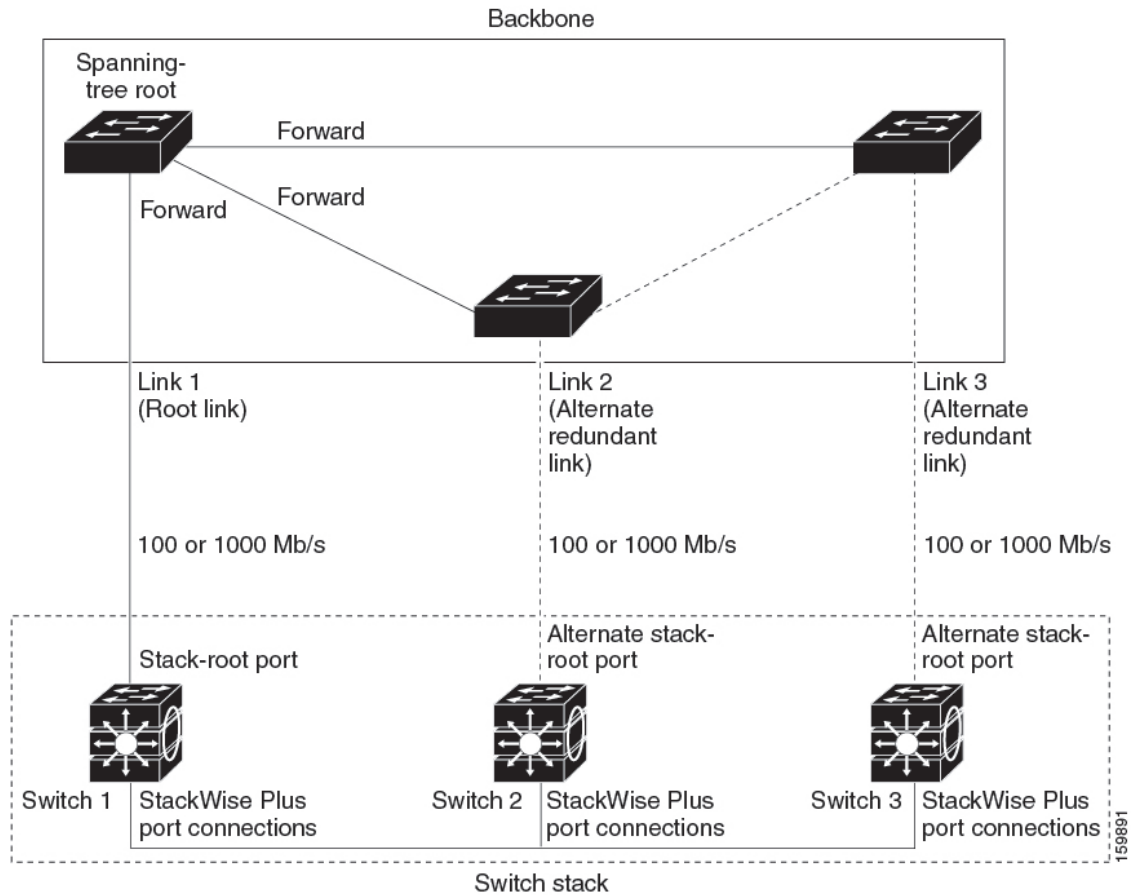 Backbone
Spanning-
tree root
Forward
Forward
Forward
Link 1
(Root link)
Link 2
(Alternate
redundant
link)
Link 3
(Alternate
redundant
link)
100 or 1000 Mb/s
100 or 1000 Mb/s
100 or 1000 Mb/s
Stack-root port
Alternate stack-
root port
Alternate stack-
root port
Switch 1
StackWise Plus
port connections
Switch 2
StackWise Plus
port connections
Switch 3
StackWise Plus
port connections
159891
Switch stack